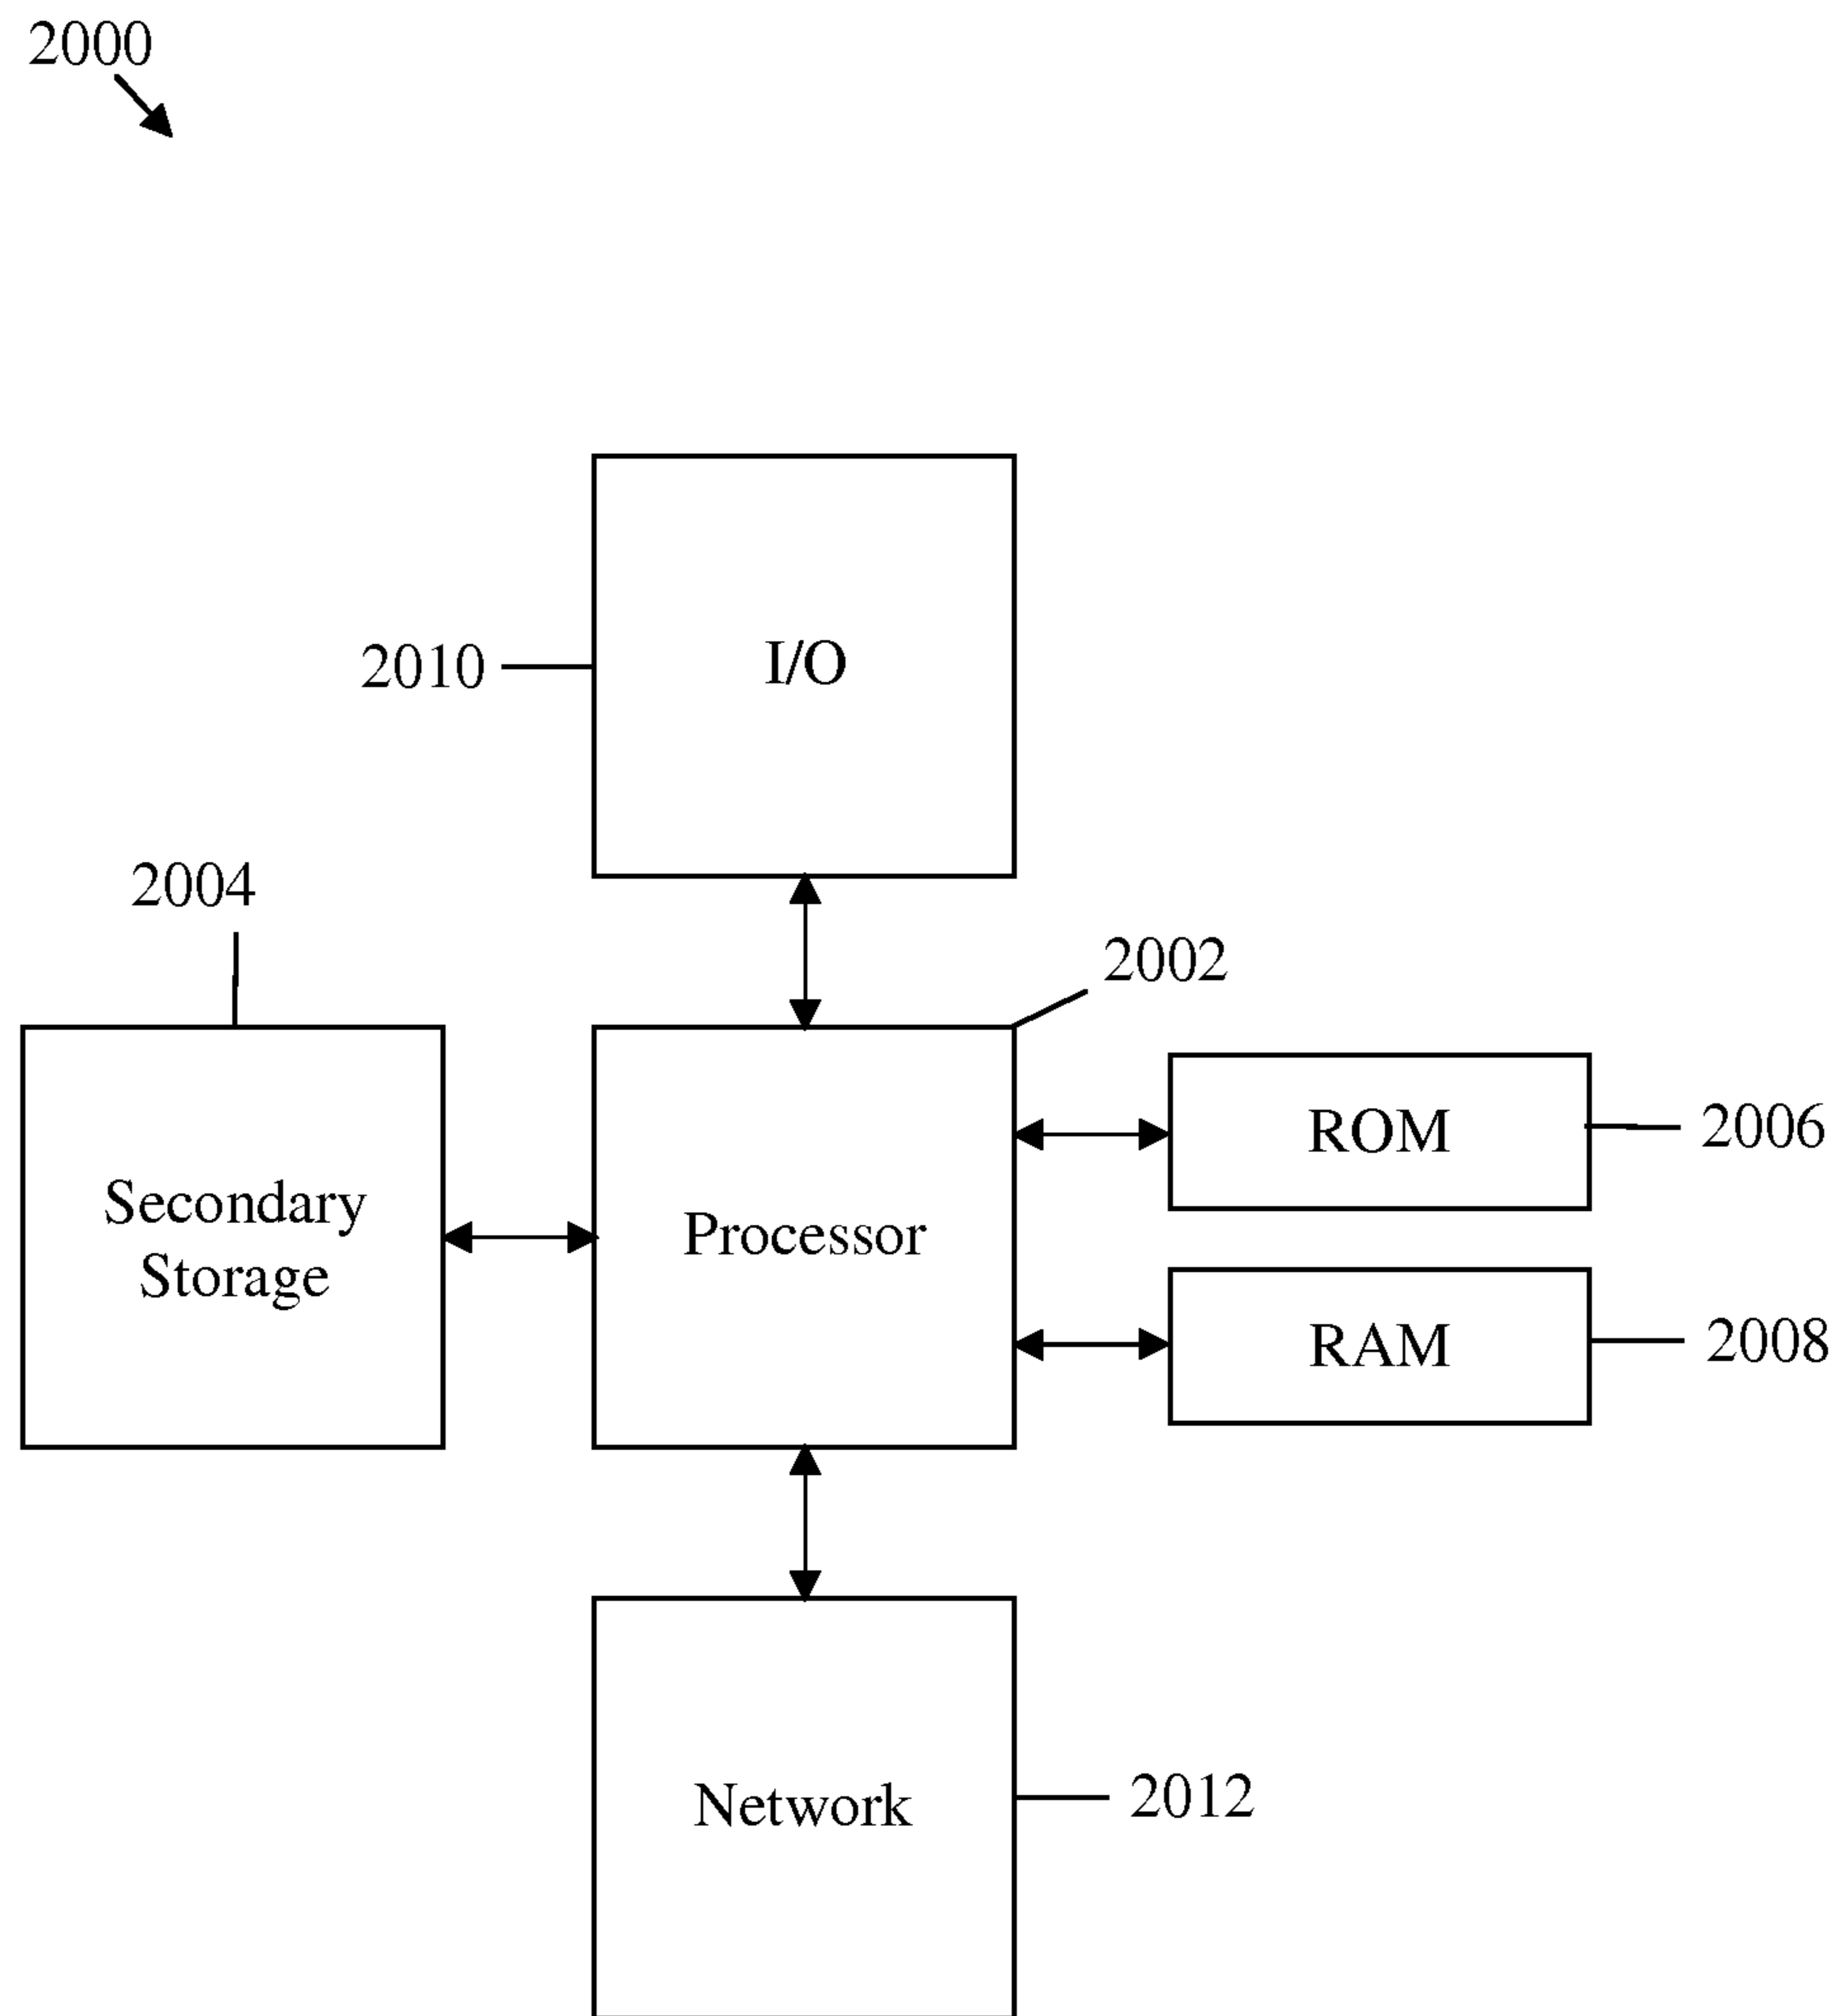 2000
I/O
2010
2004
2002
ROM
2006
Secondary
Storage
Processor
RAM
2008
Network
2012